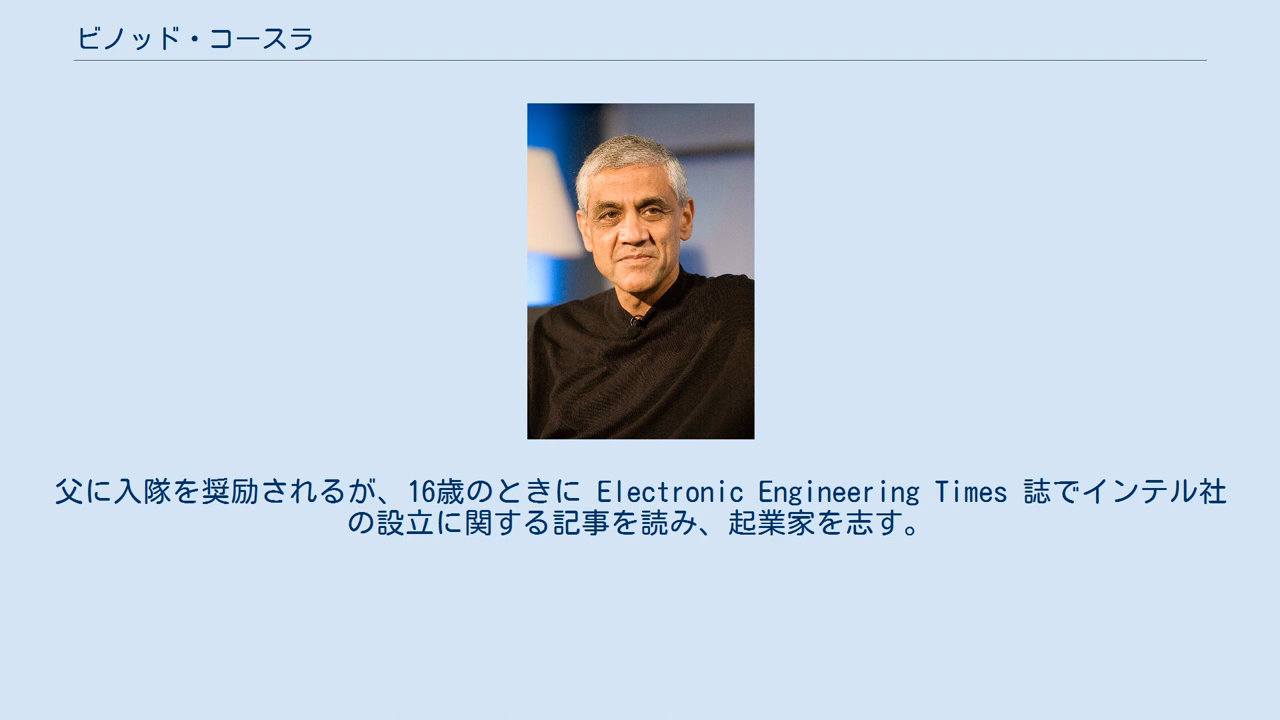 ビノッド・コースラ
父に入隊を奨励されるが、16歳のときに Electronic Engineering Times 誌でインテル社
の設立に関する記事を読み、起業家を志す。